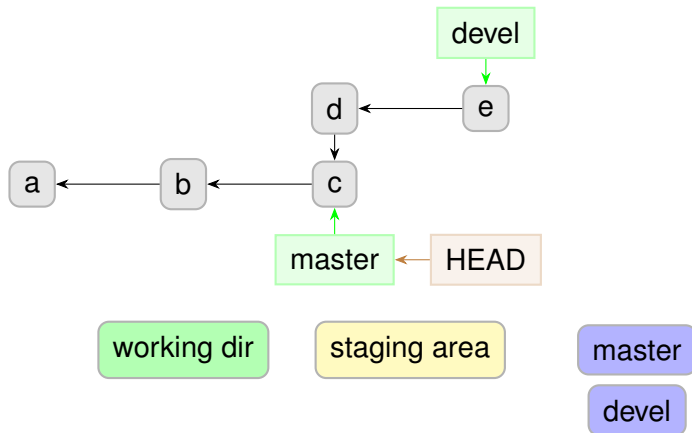 devel
d
e
a
b
c
master
HEAD
working dir
staging area
master
devel